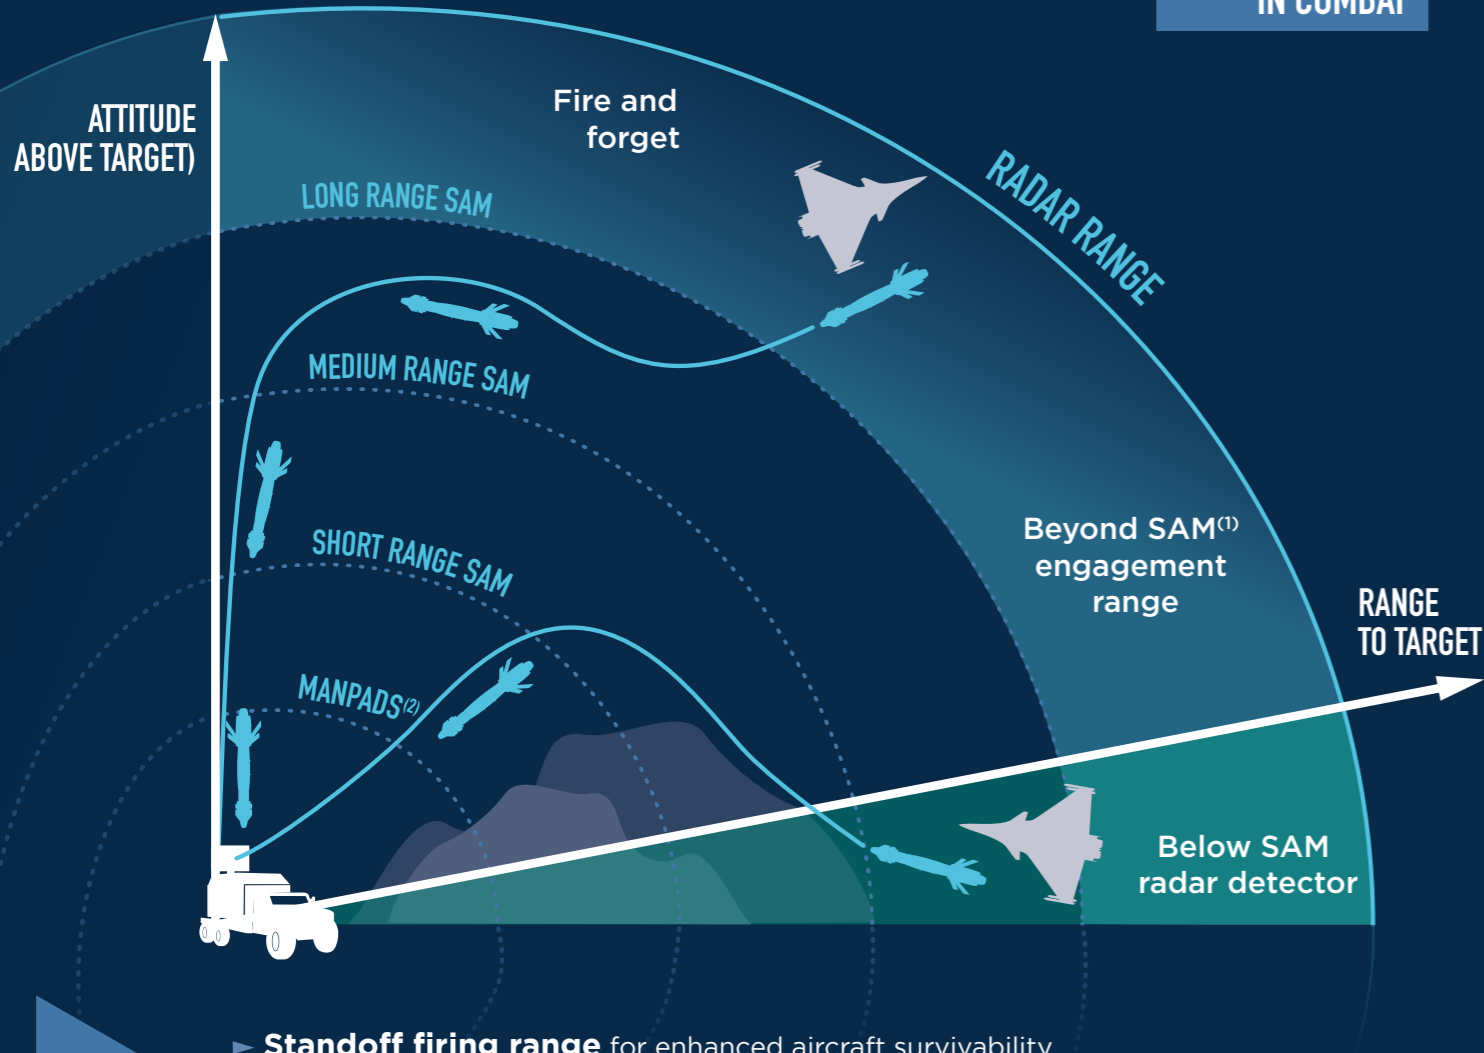 IN COMBAT
ATTITUDE
ABOVE TARGET)
Fire and
forget
RADAR RANGE
LONG RANGE SAM
MEDIUM RANGE SAM
SHORT RANGE SAM
MANPADS(2)
Beyond SAM(1)
engagement
range
RANGE
TO TARGET
Below SAM
radar detector
Standoff firing range for enhanced aircraft survivability